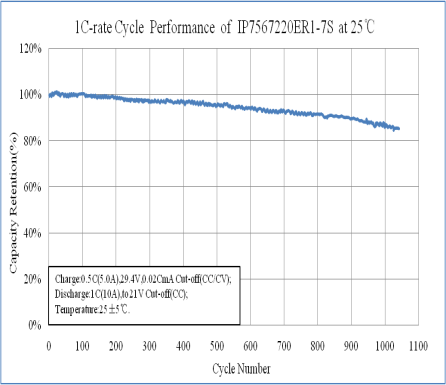 1C-rate Cycle Performance of IP7567220ER1-7S at 25℃
120%
100%
80%
60%
40%
20%
0%
Capacity Retention(%)
Charge:0.5C(5.0A),29.4V,0.02CmA Cut-off(CC/CV);
Discharge:1C(10A),to21V Cut-off(CC);
Temperature:25±5℃.
0 100 200 300 400 500 600 700 800 900 1000 1100
Cycle Number